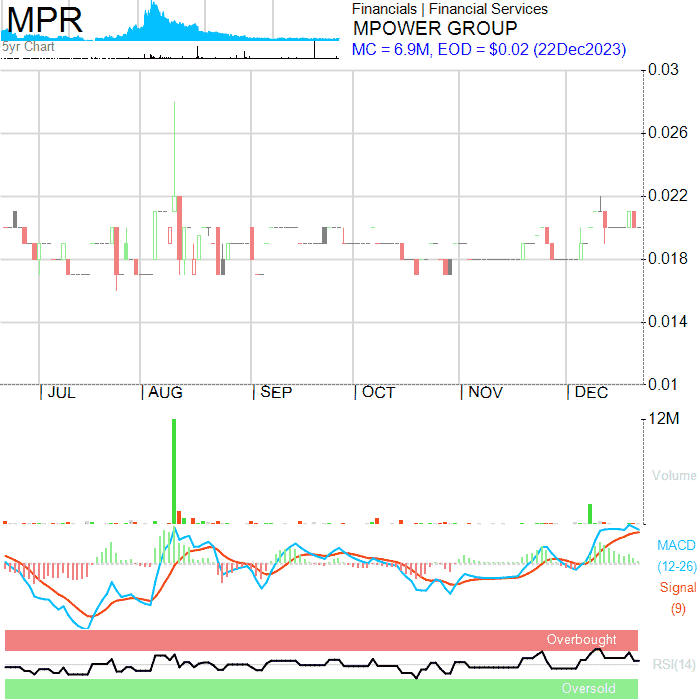 MPR
5yr Chart
Financials | Financial Services
MPOWER GROUP
MC = 6.9M, EOD = $0.02 (22Dec2023)
0.03
0.026
0.022
0.018
0.014
0.01
| JUL | AUG | SEP | OCT | NOV | DEC
12M
Volume
MACD
(12-26)
Signal
(9)
Overbought
RSI(14)
Oversold